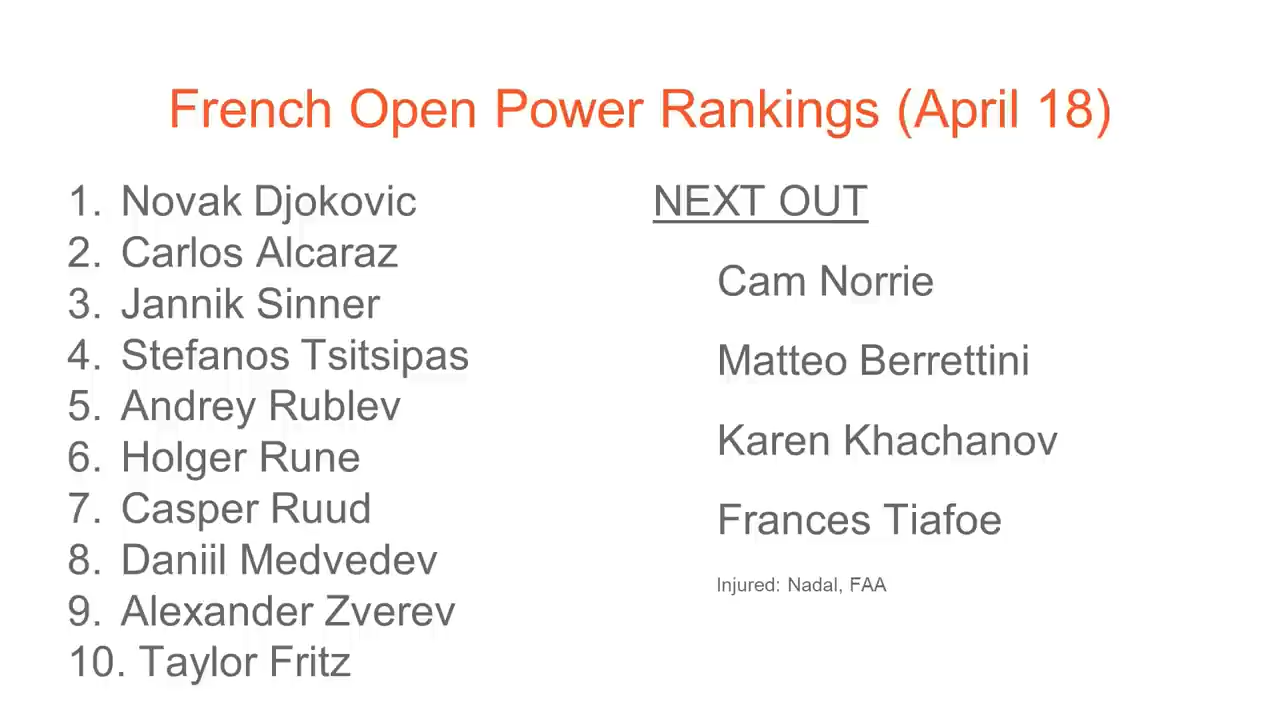 French Open Power Rankings (April 18)
1. Novak Djokovic
2. Carlos Alcaraz
3. Jannik Sinner
4. Stefanos Tsitsipas
5. Andrey Rublev
6. Holger Rune
7. Casper Ruud
8. Daniil Medvedev
9. Alexander Zverev
10. Taylor Fritz
NEXT OUT
Cam Norrie
Matteo Berrettini
Karen Khachanov
Frances Tiafoe
Injured: Nadal, FAA